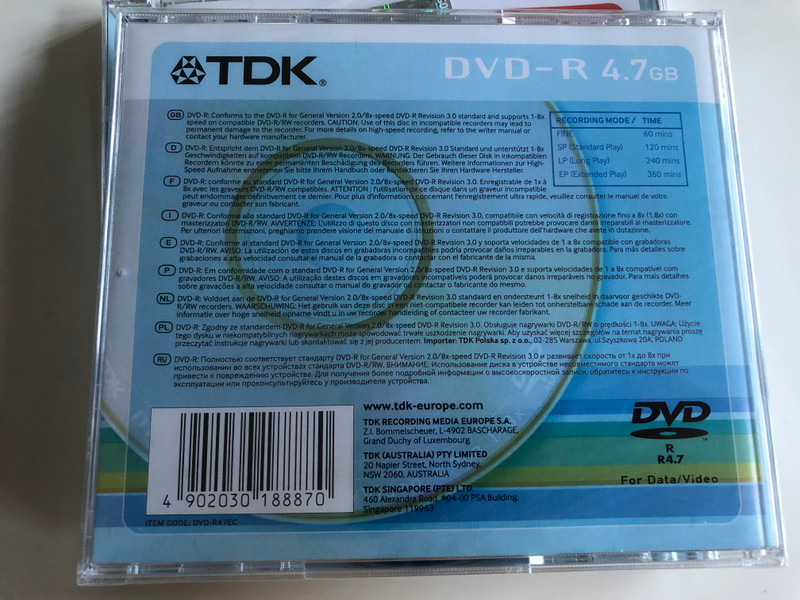 TDK®
DVD-R 4.7GB
RECORDING MODE / TIME
FINE 60 mins
SP (Standard Play) 120 mins
LP (Long Play) 240 mins
EP (Extended Play) 360 mins
GB DVD-R: Conforms to the DVD-R for General Version 2.0/8x-speed DVD-R Revision 3.0 standard and supports 1-8x
speed on compatible DVD-R/RW recorders. CAUTION: Use of this disc in incompatible recorders may lead to
permanent damage to the recorder. For more details on high-speed recording, refer to the writer manual or
contact your hardware manufacturer.
D DVD-R: Entspricht dem DVD-R for General Version 2.0/8x-speed DVD-R Revision 3.0 Standard und unterstützt 1-8x
Geschwindigkeiten auf kompatiblen DVD-R/RW Recordern. WARNUNG: Der Gebrauch dieser Disk in inkompatiblen
Recordern könnte zu einer permanenten Beschädigung des Recorders führen. Weitere Informationen zur High-
Speed Aufnahme entnehmen Sie bitte Ihrem Handbuch oder kontaktieren Sie Ihren Hardware Hersteller.
F DVD-R: conforme au standard DVD-R for General Version 2.0/8x-speed DVD-R Revision 3.0. Enregistrable de 1x à
8x avec les graveurs DVD-R/RW compatibles. ATTENTION : l'utilisation de ce disque dans un graveur incompatible
peut endommager définitivement ce dernier. Pour plus d'informations concernant l'enregistrement ultra rapide, veuillez consulter le manuel de votre
graveur ou contacter son fabricant.
I DVD-R: Conforme allo standard DVD-R for General Version 2.0/8x-speed DVD-R Revision 3.0, compatibile con velocità di registrazione fino a 8x (1.8x) con
masterizzatori DVD-R/RW. AVVERTENZE: L'utilizzo di questo disco con masterizzatori non compatibili potrebbe provocare danni irreparabili al masterizzatore.
Per ulteriori informazioni, preghiamo prendere visione del manuale di istruzioni o contattare il produttore dell'hardware che avete in dotazione.
E DVD-R: Conforme al standard DVD-R for General Version 2.0/8x-speed DVD-R Revision 3.0 y soporta velocidades de 1 a 8x compatible con grabadoras
DVD-R/RW. AVISO: La utilización de estos discos en grabadoras incompatibles podría provocar daños irreparables en la grabadora. Para más detalles sobre
grabaciones a alta velocidad consultar el manual de la grabadora o contactar con el fabricante de la misma.
P DVD-R: Em conformidade com o standard DVD-R for General Version 2.0/8x-speed DVD-R Revision 3.0 e suporta velocidades de 1 a 8x compatível com
gravadores DVD-R/RW. AVISO: A utilização destes discos em gravadores incompatíveis poderá provocar danos irreparáveis no gravador. Para mais detalhes
sobre gravações a alta velocidade consultar o manual do gravador ou contactar o fabricante do mesmo.
NL DVD-R: Voldoet aan de DVD-R for General Version 2.0/8x-speed DVD-R Revision 3.0 standard en ondersteunt 1-8x snelheid in daarvoor geschikte DVD-
R/RW recorders. WAARSCHUWING: Het gebruik van deze disk in een niet-compatibele recorder kan leiden tot onherstelbare schade aan de recorder. Meer
informatie over hoge snelheidsopname vindt u in uw recorder handleiding of contacteer uw recorder fabrikant.
PL DVD-R: Zgodny ze standardem DVD-R for General Version 2.0/8x-speed DVD-R Revision 3.0. Obsługuje nagrywarki DVD-R/RW o prędkości 1-8x. UWAGA: Użycie
tego dysku w niekompatybilnych nagrywarkach może spowodować trwałe uszkodzenie nagrywarki. Aby uzyskać więcej szczegółów na temat nagrywania proszę
przeczytać instrukcję nagrywarki lub skontaktować się z jej producentem. Importer: TDK Polska sp. z o.o., 02-285 Warszawa, ul.Szyszkowa 20A, POLAND
RU DVD-R: Полностью соответствует стандарту DVD-R for General Version 2.0/8x-speed DVD-R Revision 3.0 и развивает скорость от 1x до 8x при
использовании во всех устройствах стандарта DVD-R/RW. ВНИМАНИЕ: Использование диска в устройстве несовместимого стандарта может
привести к повреждению устройства. Для получения более подробной информации о высокоскоростной записи, обратитесь к инструкции по
эксплуатации или проконсультируйтесь у производителя устройства.
www.tdk-europe.com
TDK RECORDING MEDIA EUROPE S.A.
Z.I. Bommelscheuer, L-4902 BASCHARAGE,
Grand Duchy of Luxembourg
TDK (AUSTRALIA) PTY LIMITED
20 Napier Street, North Sydney,
NSW 2060, AUSTRALIA
TDK SINGAPORE (PTE) LTD.
460 Alexandra Road, #04-00 PSA Building,
Singapore 119963
DVD™
R
R4.7
For Data/Video
4 902030 188870
ITEM CODE: DVD-R47EC